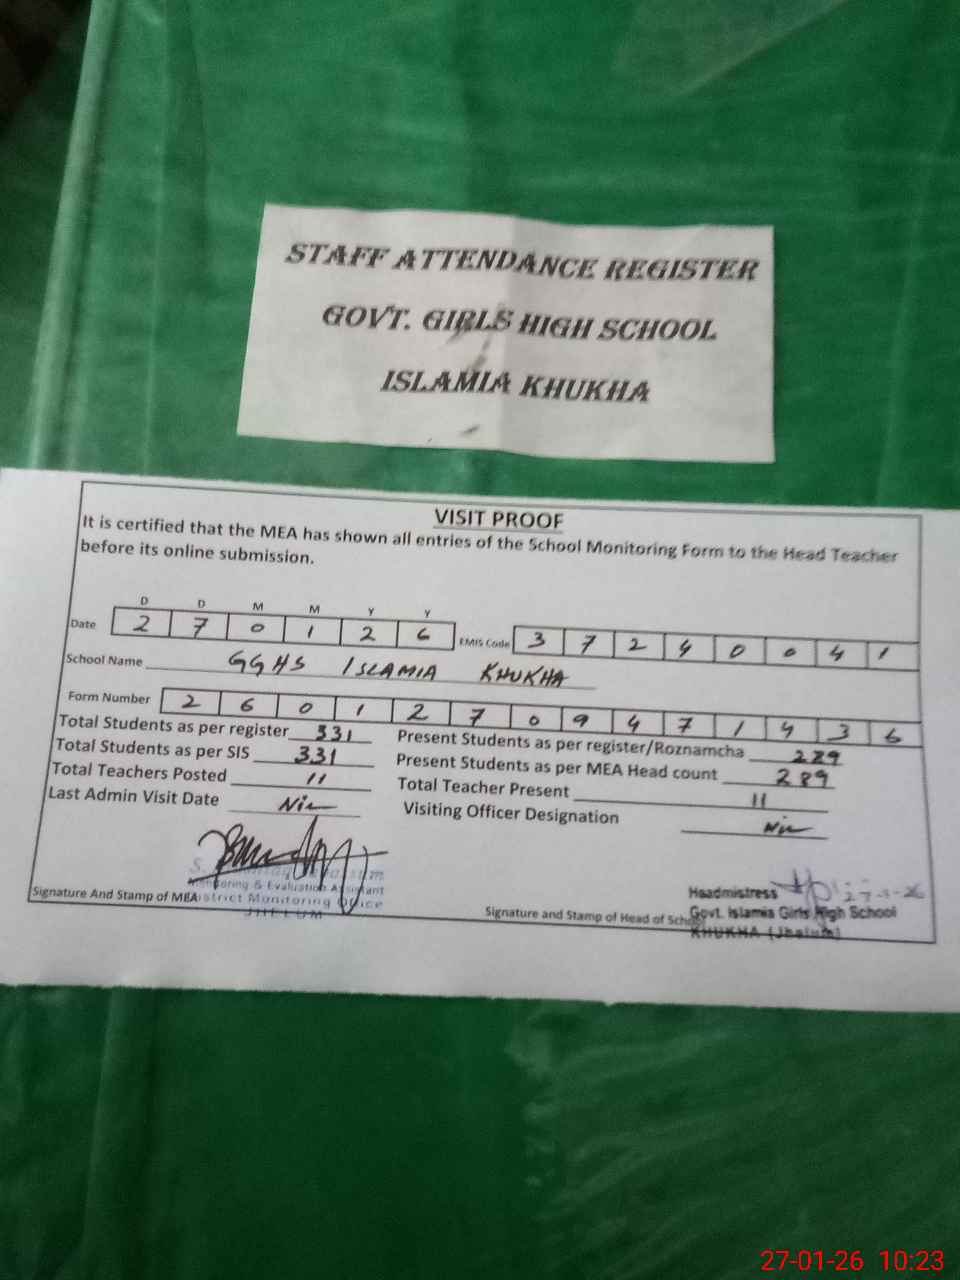 STAFF ATTENDANCE REGISTER
GOVT. GIRLS HIGH SCHOOL
ISLAMIA KHUKHA
VISIT PROOF
It is certified that the MEA has shown all entries of the School Monitoring Form to the Head Teacher
before its online submission.
D D M M Y Y
Date 2 7 0 1 2 6 EMIS Code 3 7 2 4 0 0 4 1
School Name GGHS ISLAMIA KHUKHA
Form Number 2 6 0 1 2 7 0 9 4 7 1 4 3 6
Total Students as per register 331 Present Students as per register/Roznamcha 289
Total Students as per SIS 331 Present Students as per MEA Head count 289
Total Teachers Posted 11 Total Teacher Present 11
Last Admin Visit Date Nil Visiting Officer Designation Nil
Monitoring & Evaluation Assistant
Signature And Stamp of MEA District Monitoring Office
JHELUM
Headmistress 27-1-26
Signature and Stamp of Head of School Govt. Islamia Girls High School
KHUKHA (Jhelum)
27-01-26 10:23